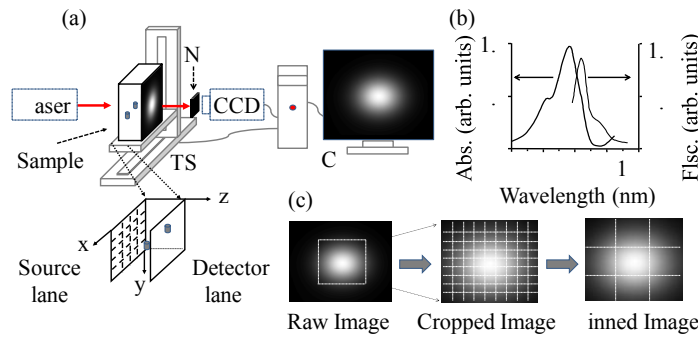 (a)
N
aser
CCD
Sample
TS
C
z
x
y
Source
lane
Detector
lane
(b)
1.
1.
.
.
Abs. (arb. units)
Flsc. (arb. units)
1
Wavelength (nm)
(c)
Raw Image
Cropped Image
inned Image